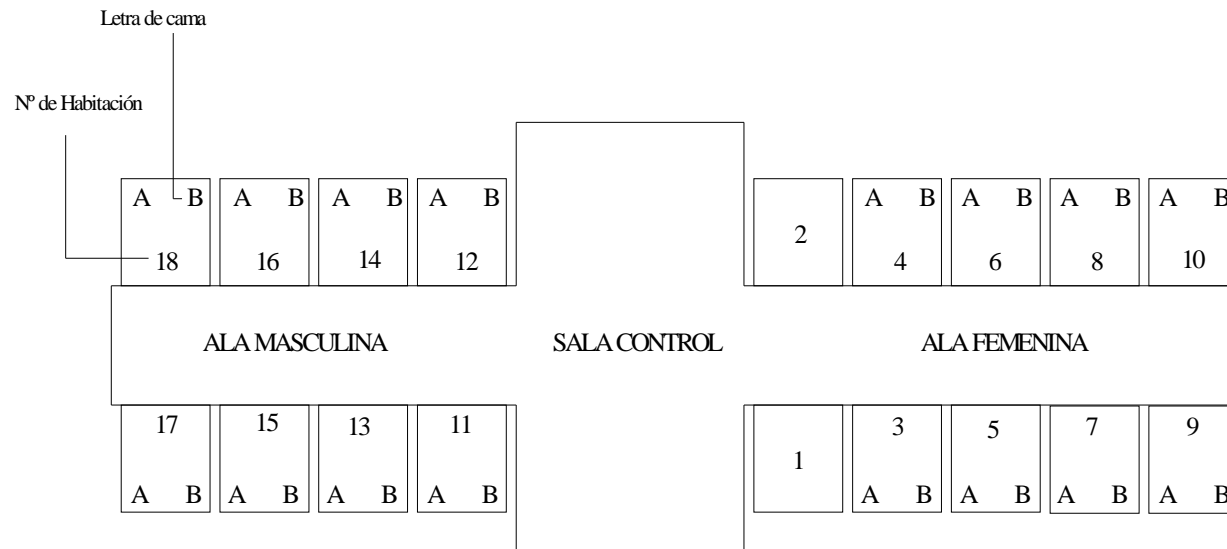 Letra de cama
Nº de Habitación
A B A B A B A B
2
A B A B A B A B
18 16 14 12
4 6 8 10
ALA MASCULINA SALA CONTROL ALA FEMENINA
17 15 13 11
3 5 7 9
1
A B A B A B A B
A B A B A B A B